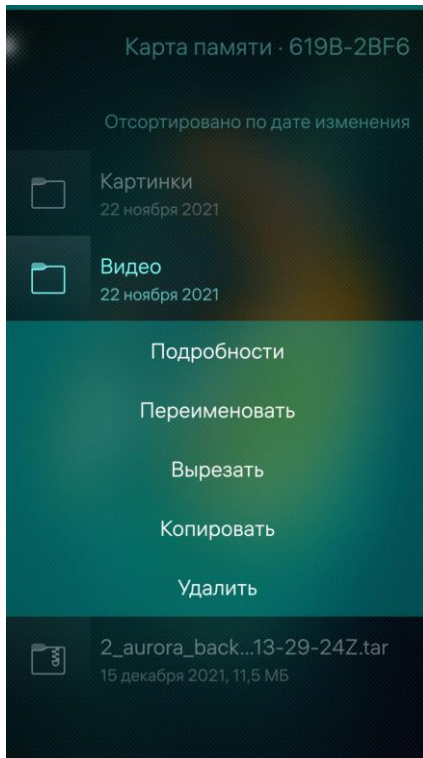 Карта памяти · 619B-2BF6
Отсортировано по дате изменения
Картинки
22 ноября 2021
Видео
22 ноября 2021
Подробности
Переименовать
Вырезать
Копировать
Удалить
2_aurora_back...13-29-24Z.tar
15 декабря 2021, 11,5 МБ